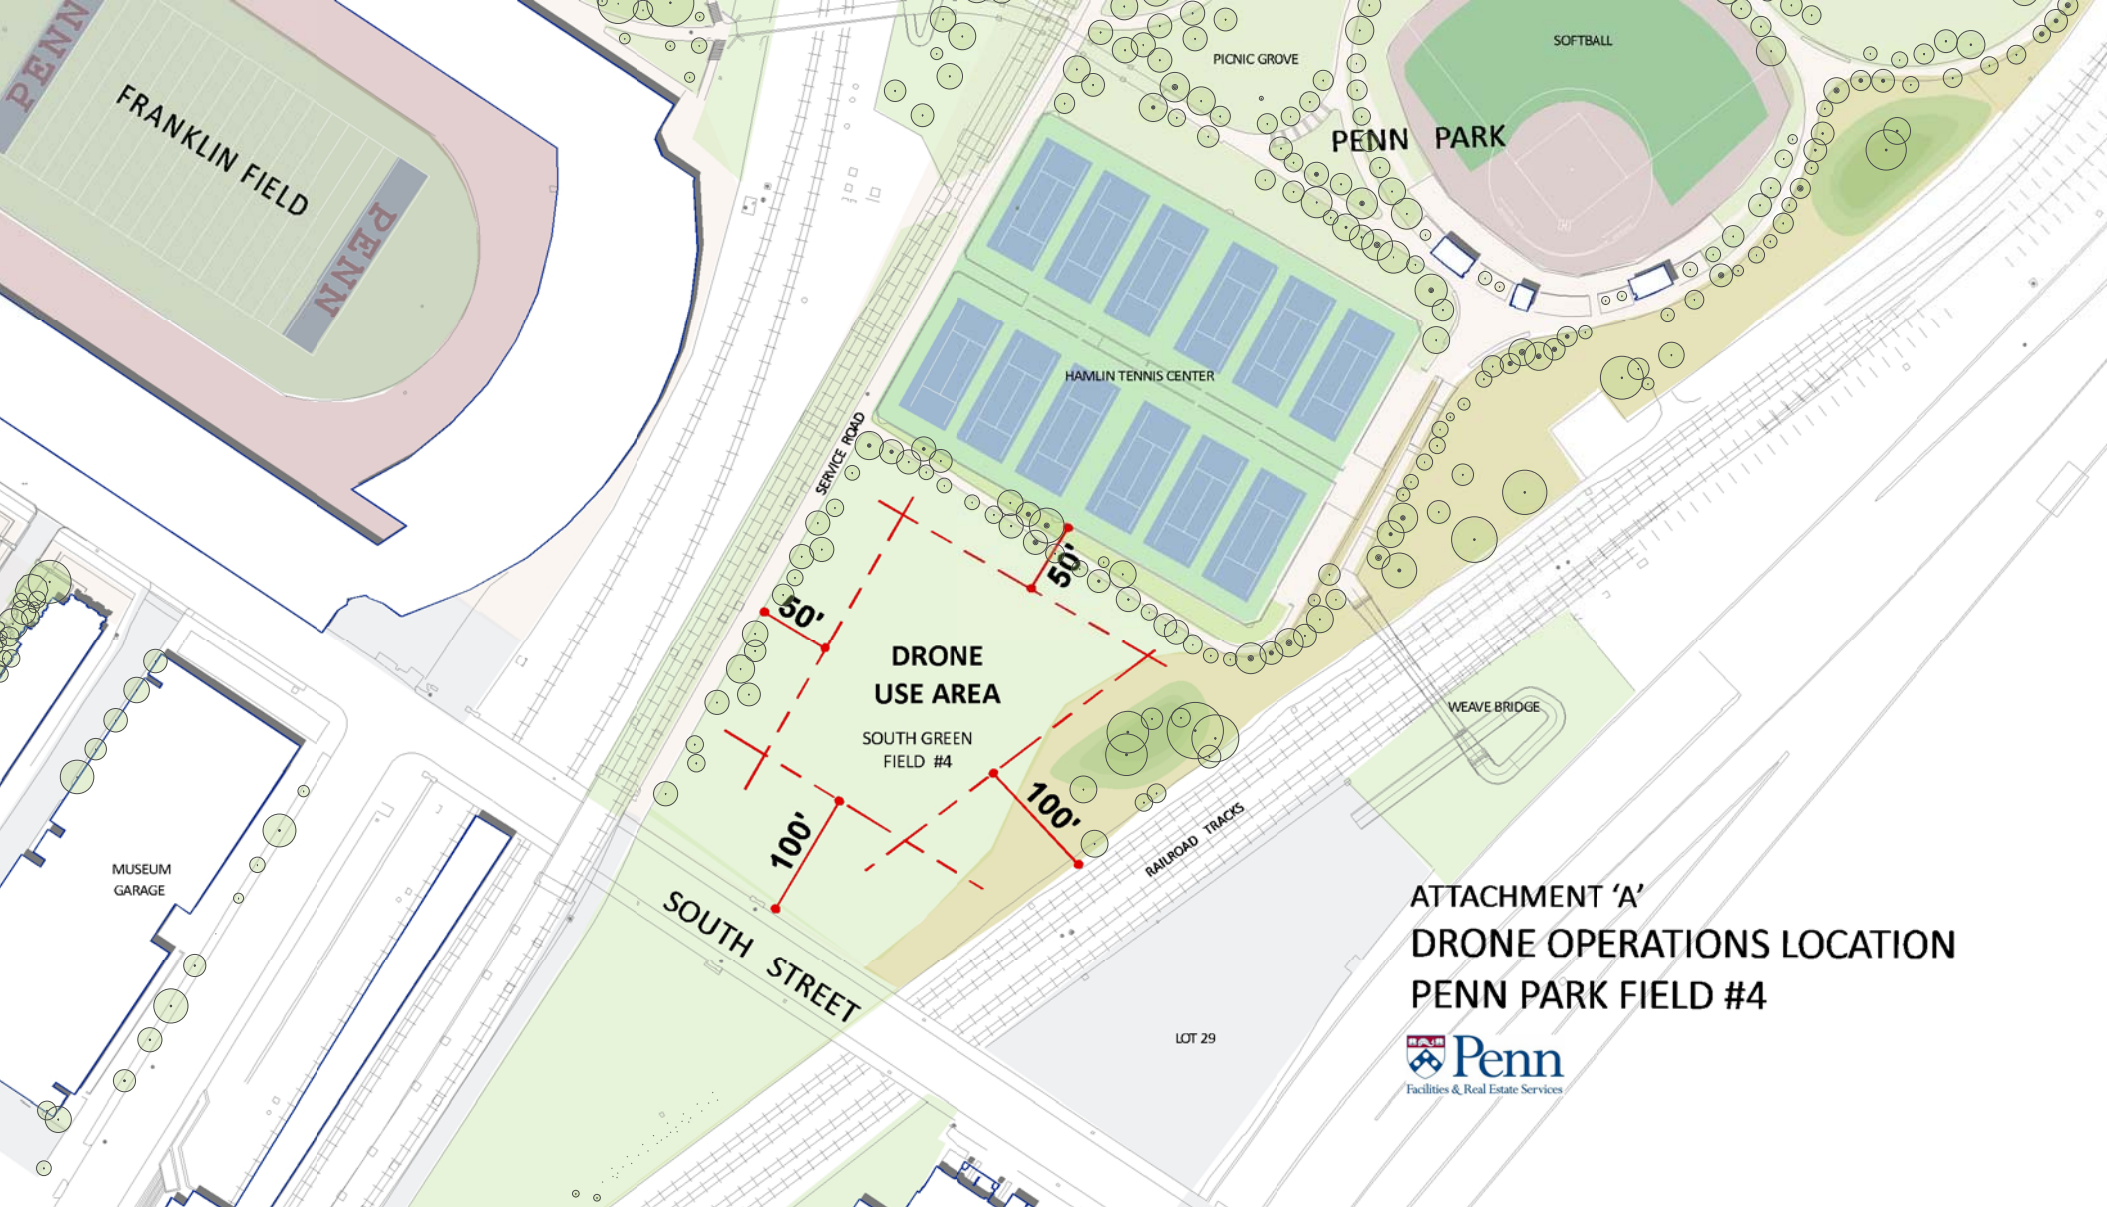 PENN
FRANKLIN FIELD
PENN
SOFTBALL
PICNIC GROVE
PENN PARK
HAMLIN TENNIS CENTER
SERVICE ROAD
50'
50'
DRONE
USE AREA
SOUTH GREEN
FIELD #4
WEAVE BRIDGE
100'
100'
RAILROAD TRACKS
MUSEUM
GARAGE
SOUTH STREET
LOT 29
ATTACHMENT ‘A’
DRONE OPERATIONS LOCATION
PENN PARK FIELD #4
Penn
Facilities & Real Estate Services